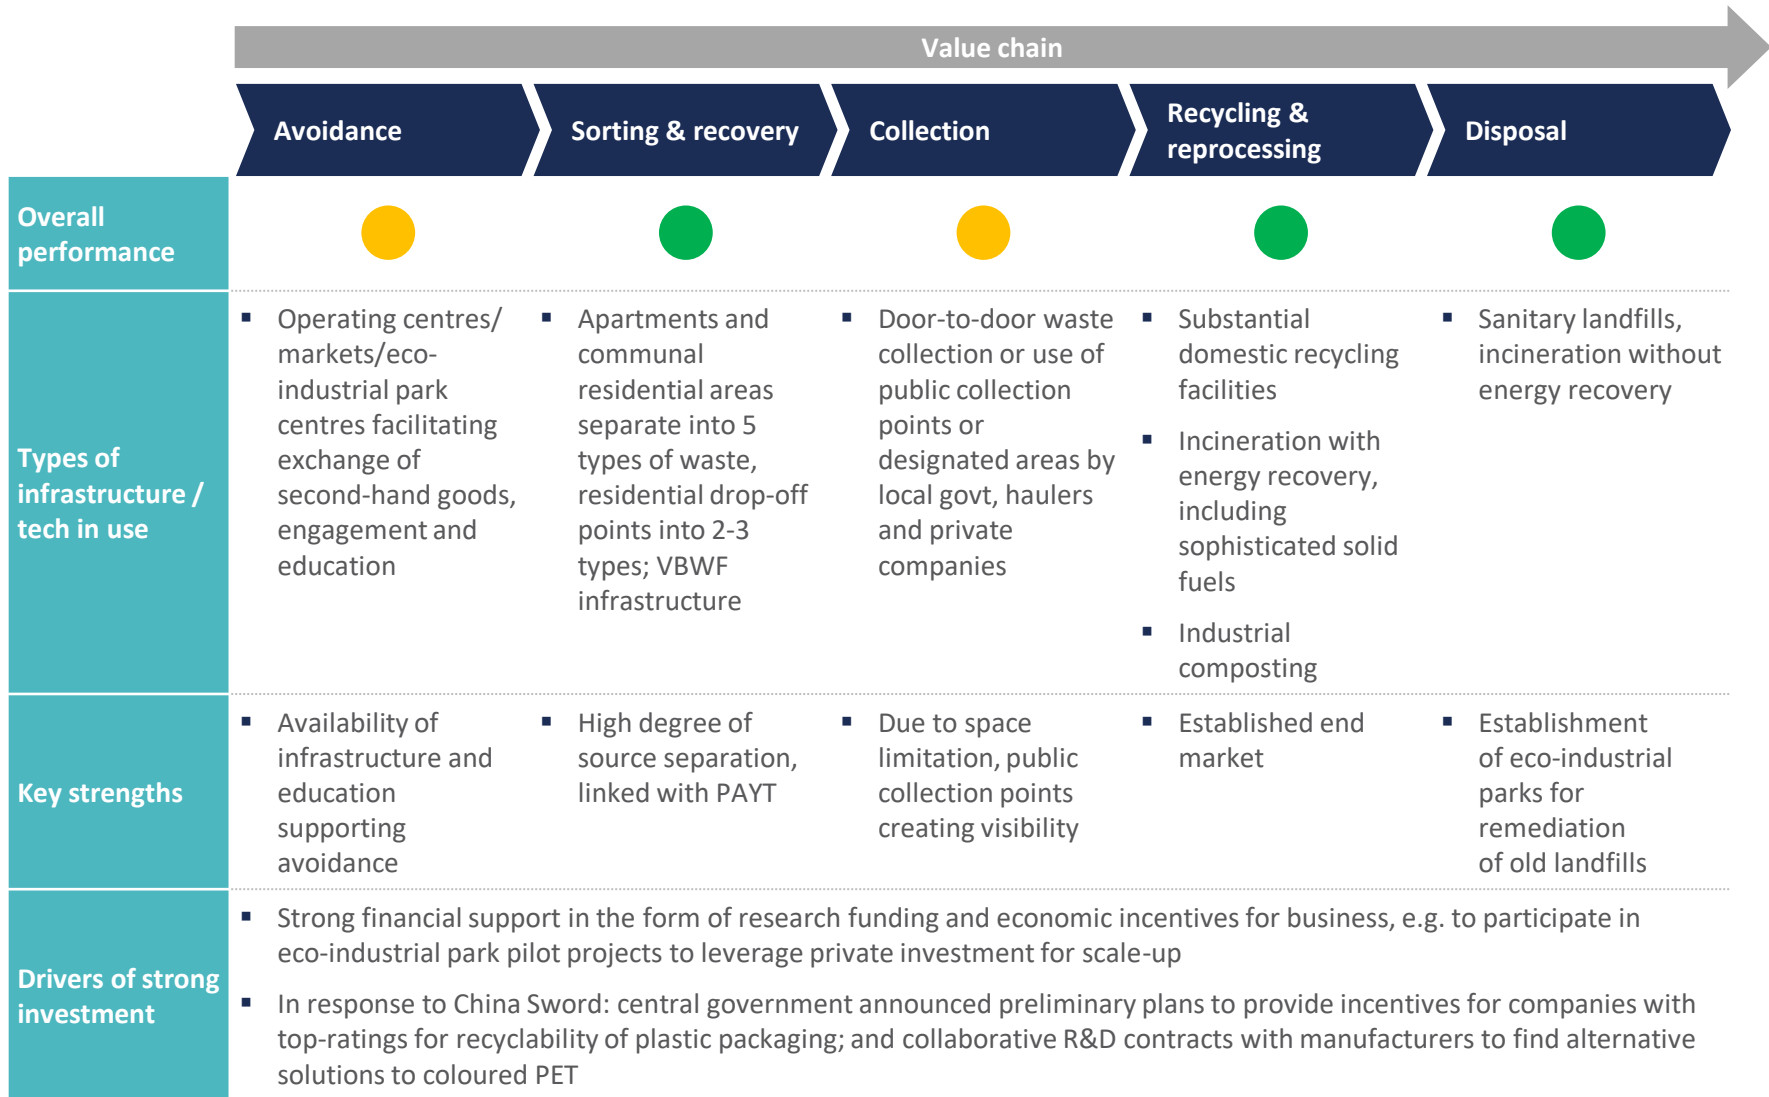 Value chain
Avoidance
Sorting & recovery
Collection
Recycling &
reprocessing
Disposal
Overall
performance
Types of
infrastructure /
tech in use
▪ Operating centres/
markets/eco-
industrial park
centres facilitating
exchange of
second-hand goods,
engagement and
education
▪ Apartments and
communal
residential areas
separate into 5
types of waste,
residential drop-off
points into 2-3
types; VBWF
infrastructure
▪ Door-to-door waste
collection or use of
public collection
points or
designated areas by
local govt, haulers
and private
companies
▪ Substantial
domestic recycling
facilities
▪ Incineration with
energy recovery,
including
sophisticated solid
fuels
▪ Industrial
composting
▪ Sanitary landfills,
incineration without
energy recovery
Key strengths
▪ Availability of
infrastructure and
education
supporting
avoidance
▪ High degree of
source separation,
linked with PAYT
▪ Due to space
limitation, public
collection points
creating visibility
▪ Established end
market
▪ Establishment
of eco-industrial
parks for
remediation
of old landfills
Drivers of strong
investment
▪ Strong financial support in the form of research funding and economic incentives for business, e.g. to participate in
eco-industrial park pilot projects to leverage private investment for scale-up
▪ In response to China Sword: central government announced preliminary plans to provide incentives for companies with
top-ratings for recyclability of plastic packaging; and collaborative R&D contracts with manufacturers to find alternative
solutions to coloured PET